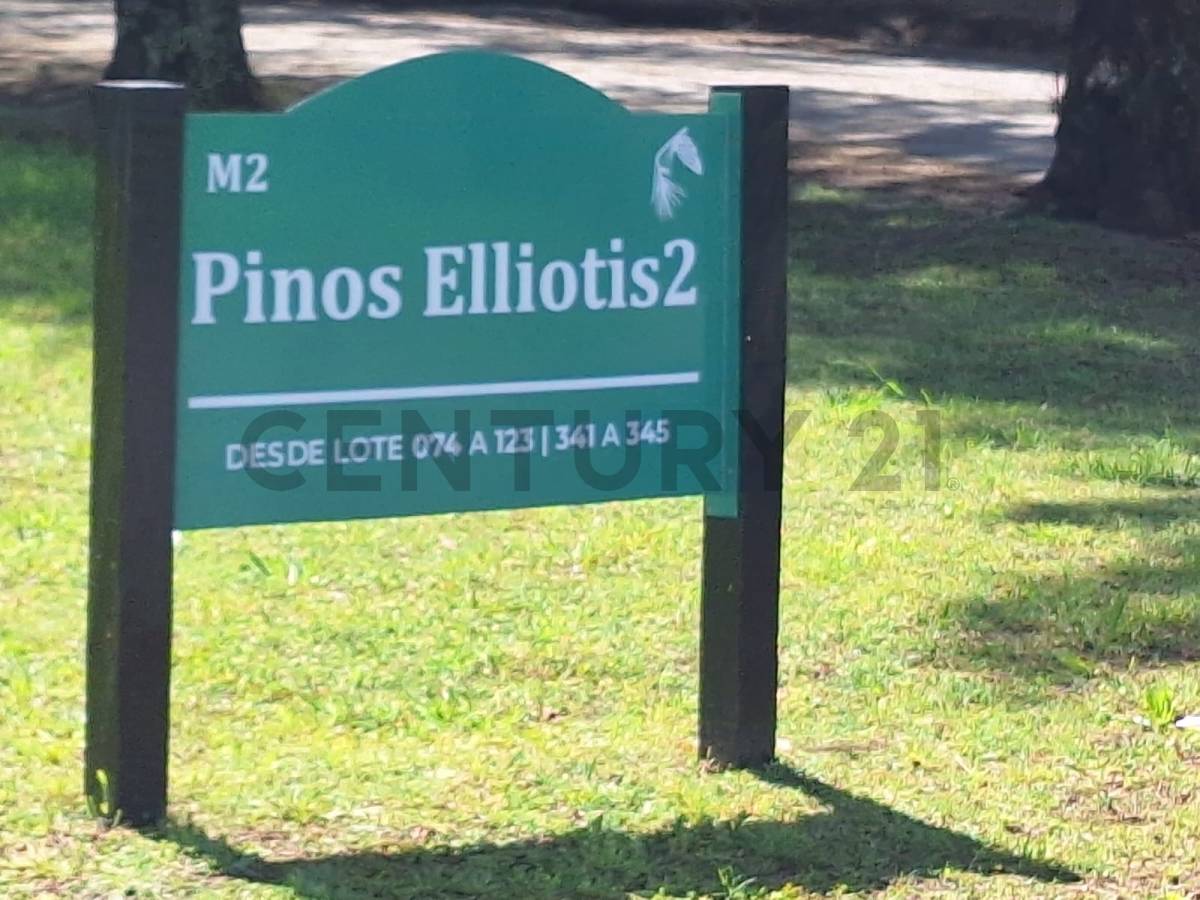 M2
Pinos Elliotis2
DESDE LOTE 074 A 123 | 341 A 345
CENTURY 21